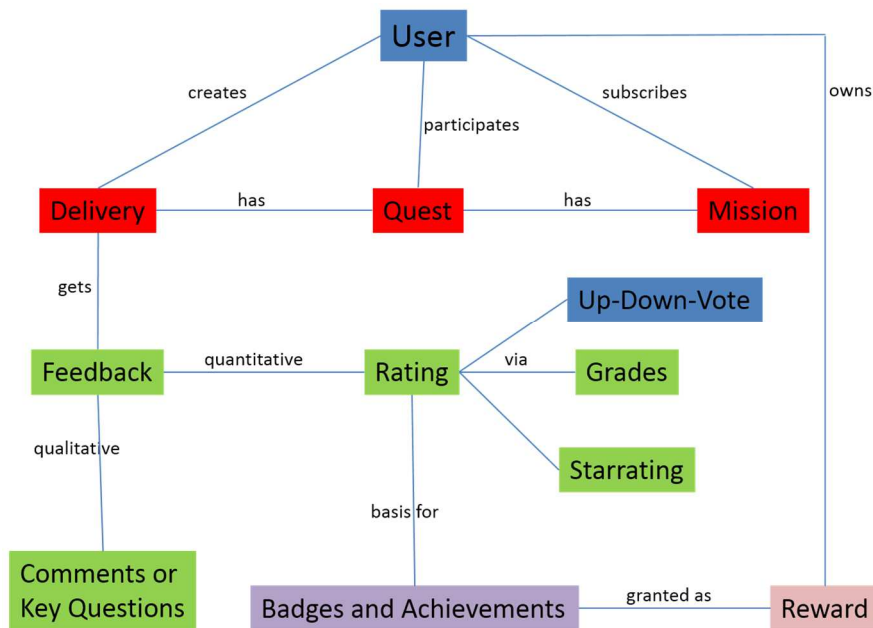 User
creates
subscribes
owns
participates
Delivery
has
Quest
has
Mission
gets
Up-Down-Vote
Feedback
quantitative
Rating
via
Grades
qualitative
Starrating
basis for
Comments or
Key Questions
Badges and Achievements
granted as
Reward